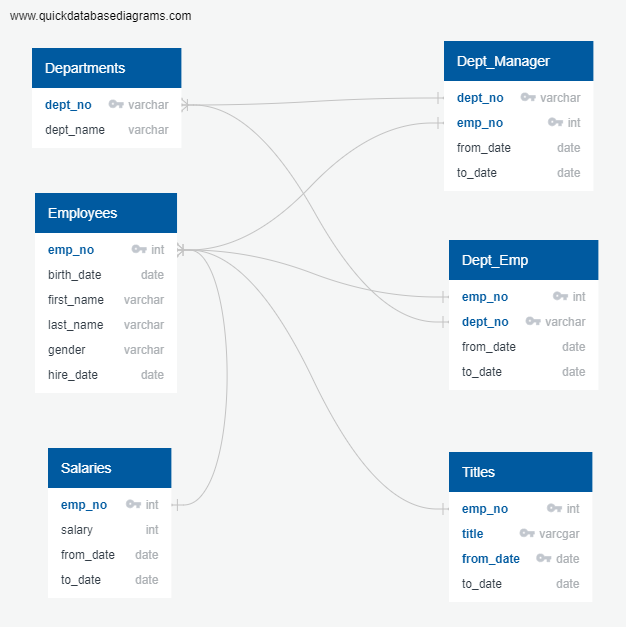 www.quickdatabasediagrams.com
Departments
dept_no varchar
dept_name varchar
Dept_Manager
dept_no varchar
emp_no int
from_date date
to_date date
Employees
emp_no int
birth_date date
first_name varchar
last_name varchar
gender varchar
hire_date date
Dept_Emp
emp_no int
dept_no varchar
from_date date
to_date date
Salaries
emp_no int
salary int
from_date date
to_date date
Titles
emp_no int
title varcgar
from_date date
to_date date